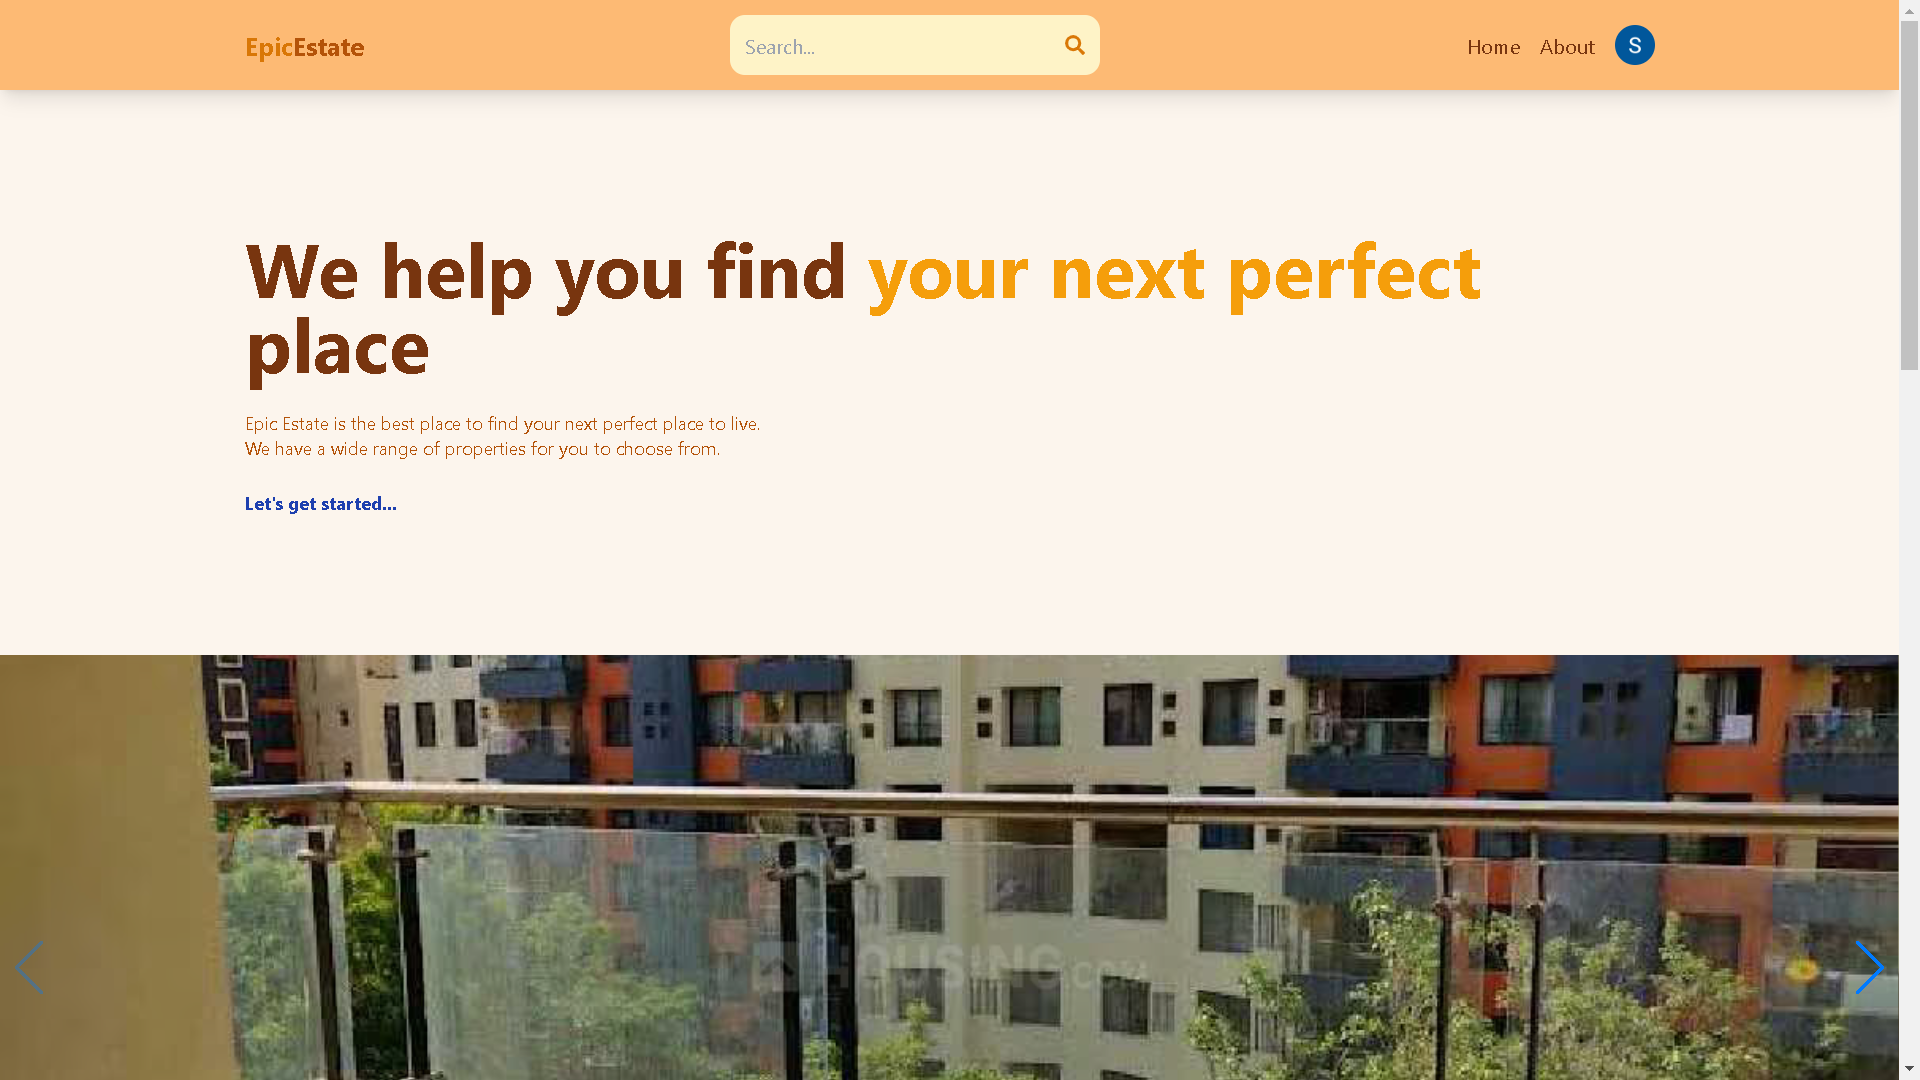 EpicEstate
Search...
Home
About
S
We help you find your next perfect
place
Epic Estate is the best place to find your next perfect place to live.
We have a wide range of properties for you to choose from.
Let's get started...
HOUSING.COM